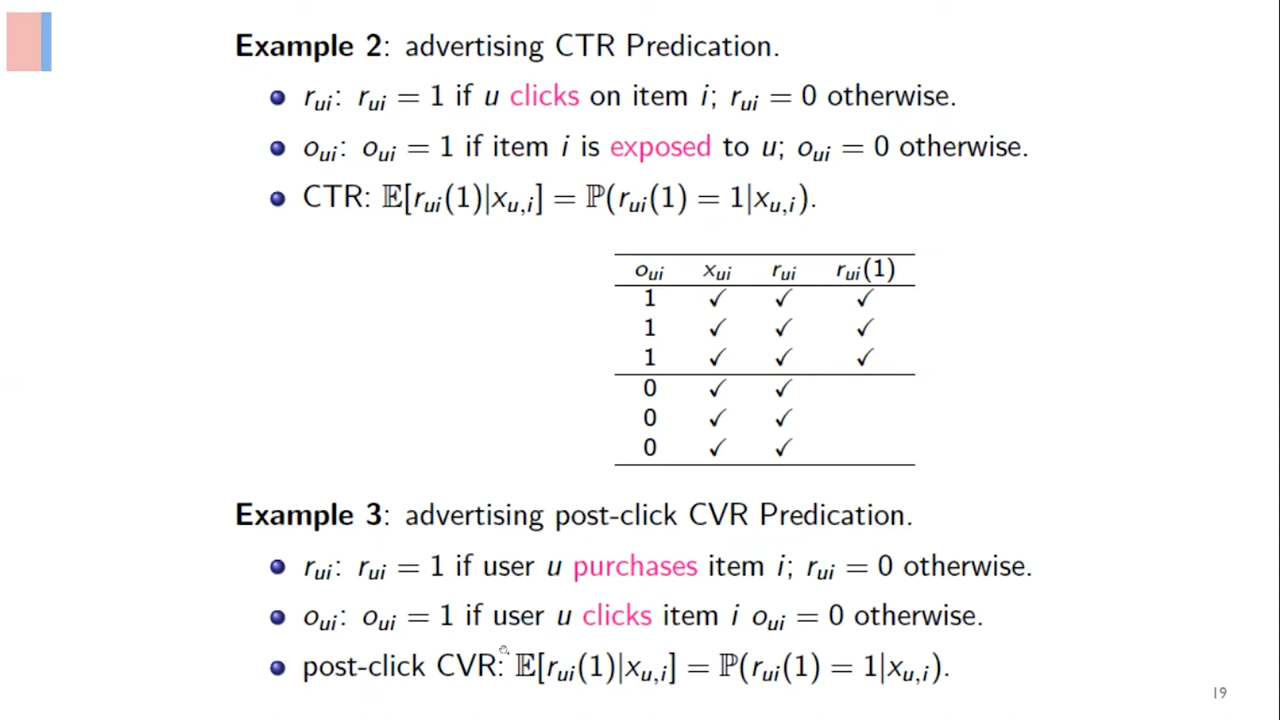 Example 2: advertising CTR Predication.
r_ui: r_ui = 1 if u clicks on item i; r_ui = 0 otherwise.
o_ui: o_ui = 1 if item i is exposed to u; o_ui = 0 otherwise.
CTR: 𝔼[r_ui(1)|x_u,i] = ℙ(r_ui(1) = 1|x_u,i).
o_ui x_ui r_ui r_ui(1)
1 ✓ ✓ ✓
1 ✓ ✓ ✓
1 ✓ ✓ ✓
0 ✓ ✓
0 ✓ ✓
0 ✓ ✓
Example 3: advertising post-click CVR Predication.
r_ui: r_ui = 1 if user u purchases item i; r_ui = 0 otherwise.
o_ui: o_ui = 1 if user u clicks item i o_ui = 0 otherwise.
post-click CVR: 𝔼[r_ui(1)|x_u,i] = ℙ(r_ui(1) = 1|x_u,i).
19